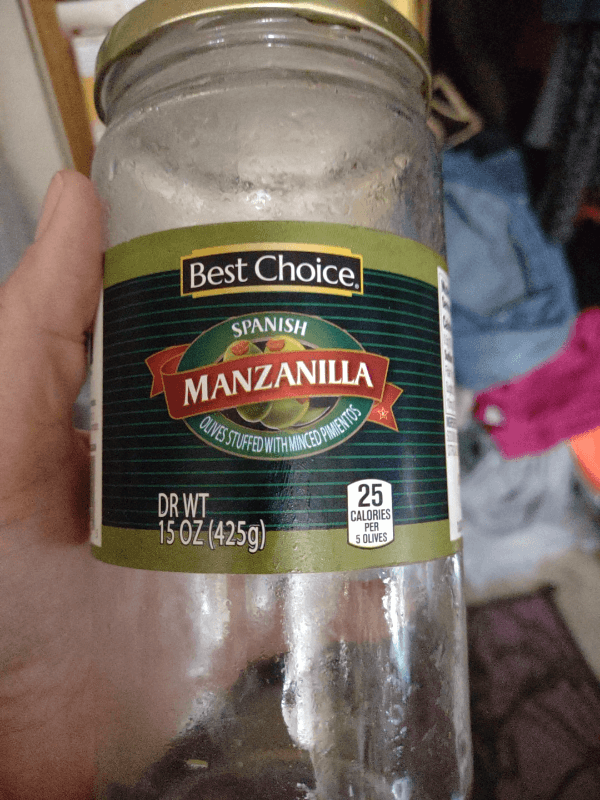 Best Choice®
SPANISH
MANZANILLA
OLIVES STUFFED WITH MINCED PIMIENTOS
DR WT
15 OZ (425g)
25
CALORIES
PER
5 OLIVES